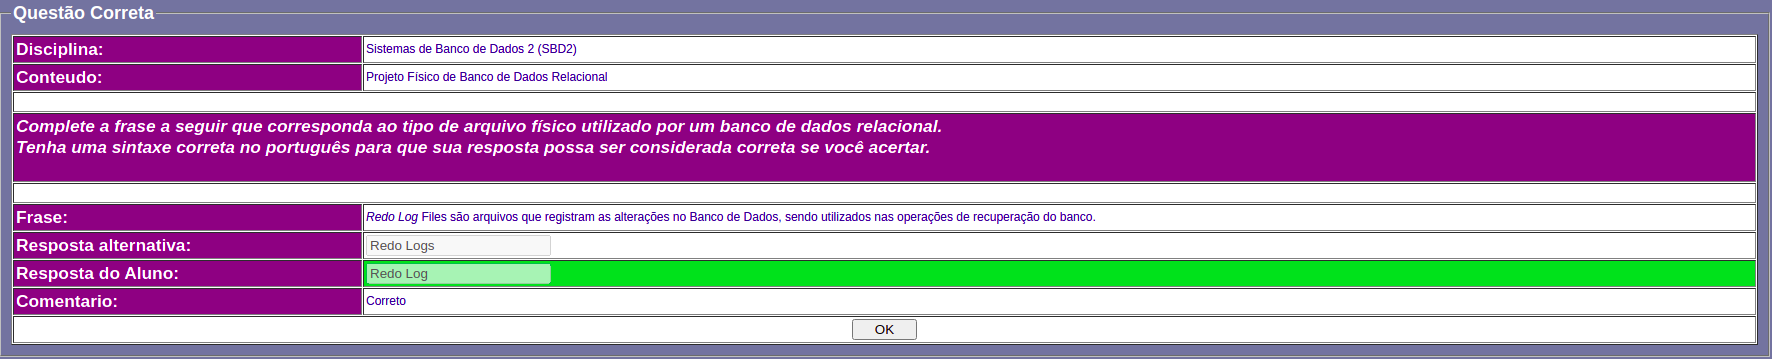 Questão Correta
Disciplina: Sistemas de Banco de Dados 2 (SBD2)
Conteudo: Projeto Físico de Banco de Dados Relacional
Complete a frase a seguir que corresponda ao tipo de arquivo físico utilizado por um banco de dados relacional.
Tenha uma sintaxe correta no português para que sua resposta possa ser considerada correta se você acertar.
Frase: Redo Log Files são arquivos que registram as alterações no Banco de Dados, sendo utilizados nas operações de recuperação do banco.
Resposta alternativa: Redo Logs
Resposta do Aluno: Redo Log
Comentario: Correto
OK